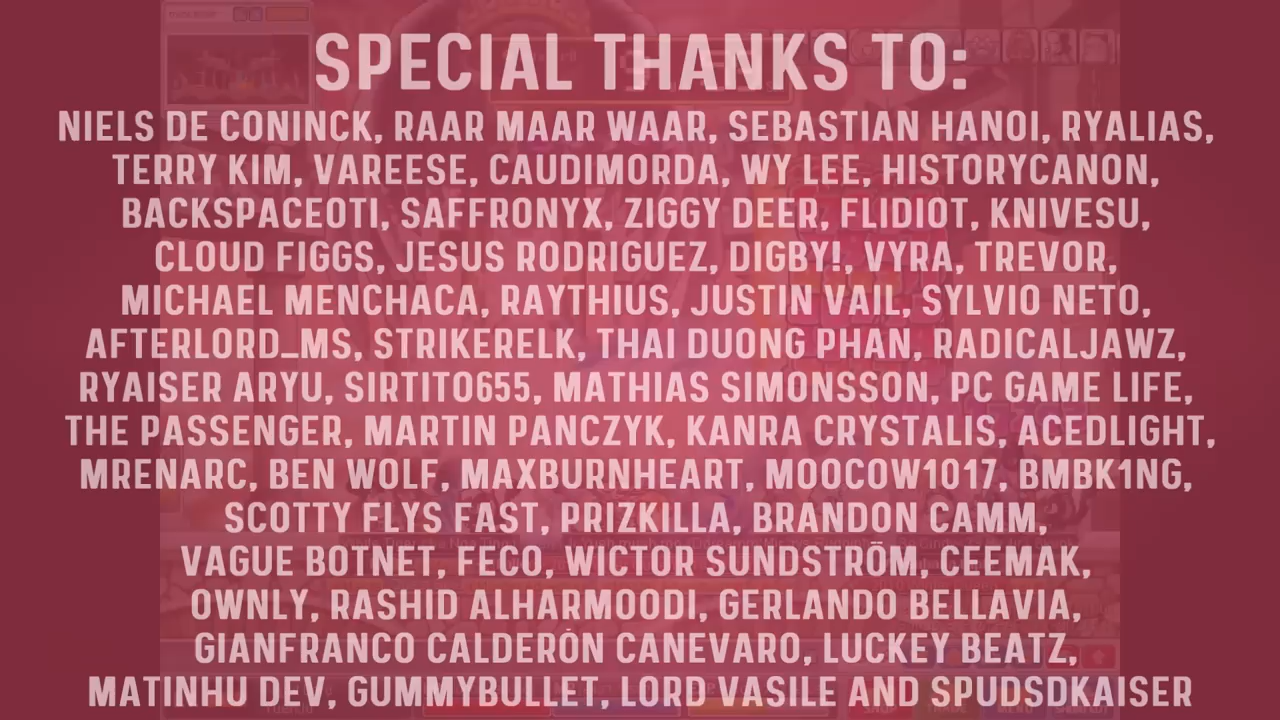 SPECIAL THANKS TO:
NIELS DE CONINCK, RAAR MAAR WAAR, SEBASTIAN HANOI, RYALIAS,
TERRY KIM, VAREESE, CAUDIMORDA, WY LEE, HISTORYCANON,
BACKSPACEOTI, SAFFRONYX, ZIGGY DEER, FLIDIOT, KNIVESU,
CLOUD FIGGS, JESUS RODRIGUEZ, DIGBY!, VYRA, TREVOR,
MICHAEL MENCHACA, RAYTHIUS, JUSTIN VAIL, SYLVIO NETO,
AFTERLORD_MS, STRIKERELK, THAI DUONG PHAN, RADICALJAWZ,
RYAISER ARYU, SIRTITO655, MATHIAS SIMONSSON, PC GAME LIFE,
THE PASSENGER, MARTIN PANCZYK, KANRA CRYSTALIS, ACEDLIGHT,
MRENARC, BEN WOLF, MAXBURNHEART, MOOCOW1017, BMBK1NG,
SCOTTY FLYS FAST, PRIZKILLA, BRANDON CAMM,
VAGUE BOTNET, FECO, WICTOR SUNDSTRÖM, CEEMAK,
OWNLY, RASHID ALHARMOODI, GERLANDO BELLAVIA,
GIANFRANCO CALDERÓN CANEVARO, LUCKEY BEATZ,
MATINHU DEV, GUMMYBULLET, LORD VASILE AND SPUDSDKAISER